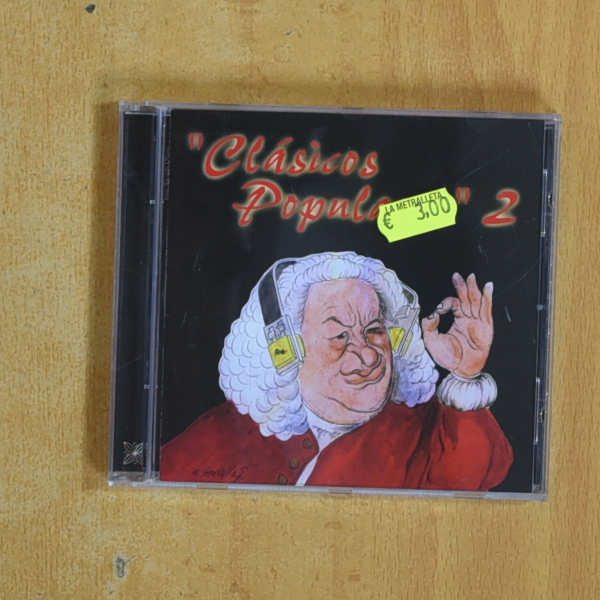 "Clásicos
Popula " 2
LA METRALLETA
€ 3,00